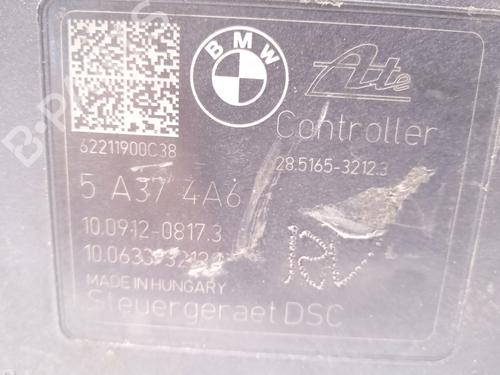 BMW
Ate
Controller
62211900C38
28.5165-3212.3
5 A37 4A6
10.0912-0817.3
MADE IN HUNGARY
Steuergeraet DSC